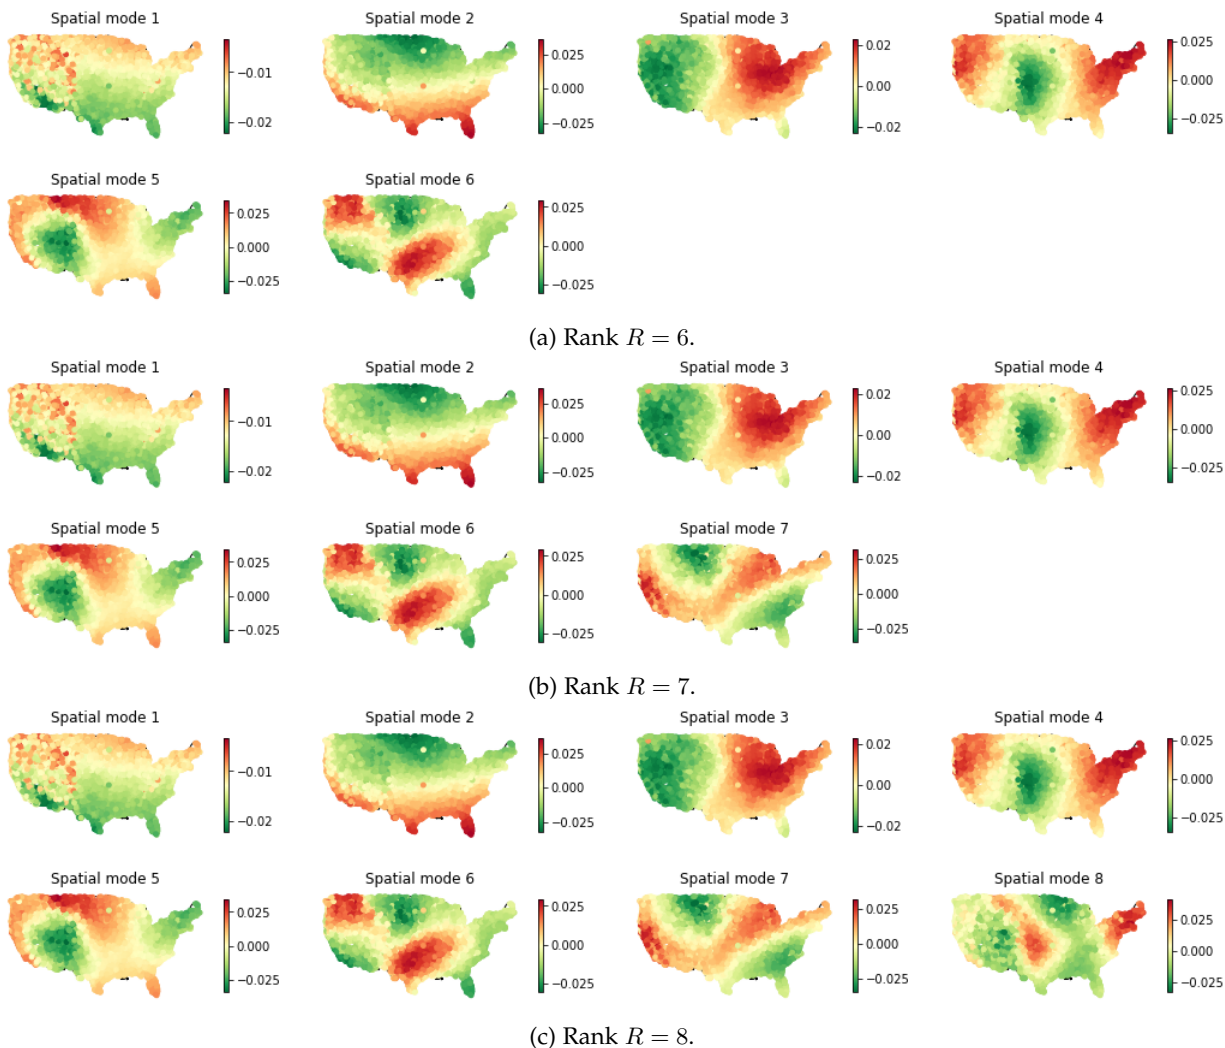 Spatial mode 1 Spatial mode 2 Spatial mode 3 Spatial mode 4
−0.01 0.025 0.02 0.025
0.000 0.00 0.000
−0.02 −0.025 −0.02 −0.025
Spatial mode 5 Spatial mode 6
0.025 0.025
0.000 0.000
−0.025 −0.025
(a) Rank R = 6.
Spatial mode 1 Spatial mode 2 Spatial mode 3 Spatial mode 4
−0.01 0.025 0.02 0.025
0.000 0.00 0.000
−0.02 −0.025 −0.02 −0.025
Spatial mode 5 Spatial mode 6 Spatial mode 7
0.025 0.025 0.025
0.000 0.000 0.000
−0.025 −0.025 −0.025
(b) Rank R = 7.
Spatial mode 1 Spatial mode 2 Spatial mode 3 Spatial mode 4
−0.01 0.025 0.02 0.025
0.000 0.00 0.000
−0.02 −0.025 −0.02 −0.025
Spatial mode 5 Spatial mode 6 Spatial mode 7 Spatial mode 8
0.025 0.025 0.025 0.025
0.000 0.000 0.000 0.000
−0.025 −0.025 −0.025 −0.025
(c) Rank R = 8.